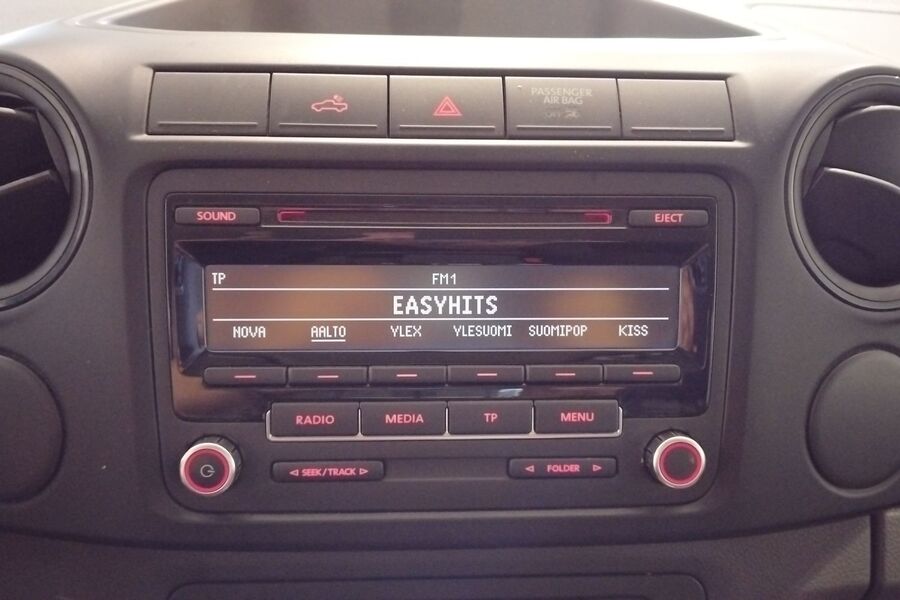 PASSENGER
AIR BAG
SOUND
EJECT
TP FM1
EASYHITS
NOVA AALTO YLEX YLESUOMI SUOMIPOP KISS
RADIO MEDIA TP MENU
SEEK/TRACK
FOLDER